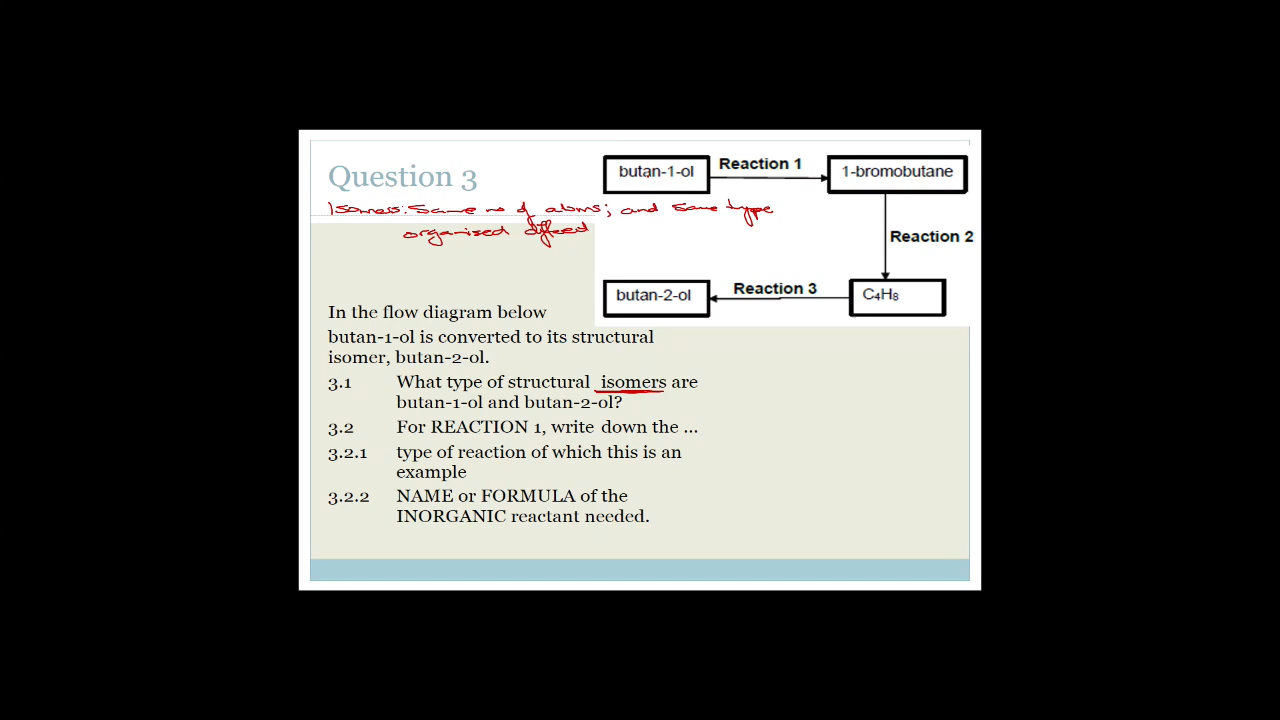 Question 3
Isomers: Same no of atoms; and same type
organised
butan-1-ol
Reaction 1
1-bromobutane
Reaction 2
butan-2-ol
Reaction 3
C₄H₈
In the flow diagram below
butan-1-ol is converted to its structural
isomer, butan-2-ol.
3.1 What type of structural isomers are
butan-1-ol and butan-2-ol?
3.2 For REACTION 1, write down the ...
3.2.1 type of reaction of which this is an
example
3.2.2 NAME or FORMULA of the
INORGANIC reactant needed.